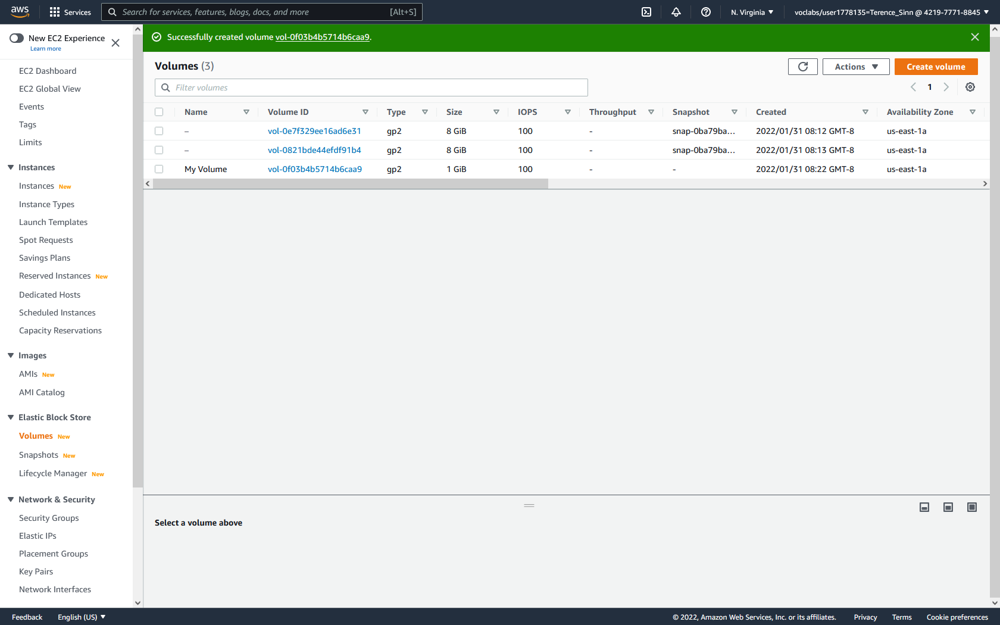 aws
Services
Search for services, features, blogs, docs, and more [Alt+S]
N. Virginia
voclabs/user1778135=Terence_Sinn @ 4219-7771-8845
New EC2 Experience
Learn more
EC2 Dashboard
EC2 Global View
Events
Tags
Limits
Instances
Instances New
Instance Types
Launch Templates
Spot Requests
Savings Plans
Reserved Instances New
Dedicated Hosts
Scheduled Instances
Capacity Reservations
Images
AMIs New
AMI Catalog
Elastic Block Store
Volumes New
Snapshots New
Lifecycle Manager New
Network & Security
Security Groups
Elastic IPs
Placement Groups
Key Pairs
Network Interfaces
Successfully created volume vol-0f03b4b5714b6caa9.
Volumes (3)
Actions
Create volume
Filter volumes
1
Name Volume ID Type Size IOPS Throughput Snapshot Created Availability Zone
– vol-0e7f329ee16ad6e31 gp2 8 GiB 100 - snap-0ba79ba... 2022/01/31 08:12 GMT-8 us-east-1a
– vol-0821bde44efdf91b4 gp2 8 GiB 100 - snap-0ba79ba... 2022/01/31 08:13 GMT-8 us-east-1a
My Volume vol-0f03b4b5714b6caa9 gp2 1 GiB 100 - - 2022/01/31 08:22 GMT-8 us-east-1a
Select a volume above
Feedback English (US)
© 2022, Amazon Web Services, Inc. or its affiliates. Privacy Terms Cookie preferences